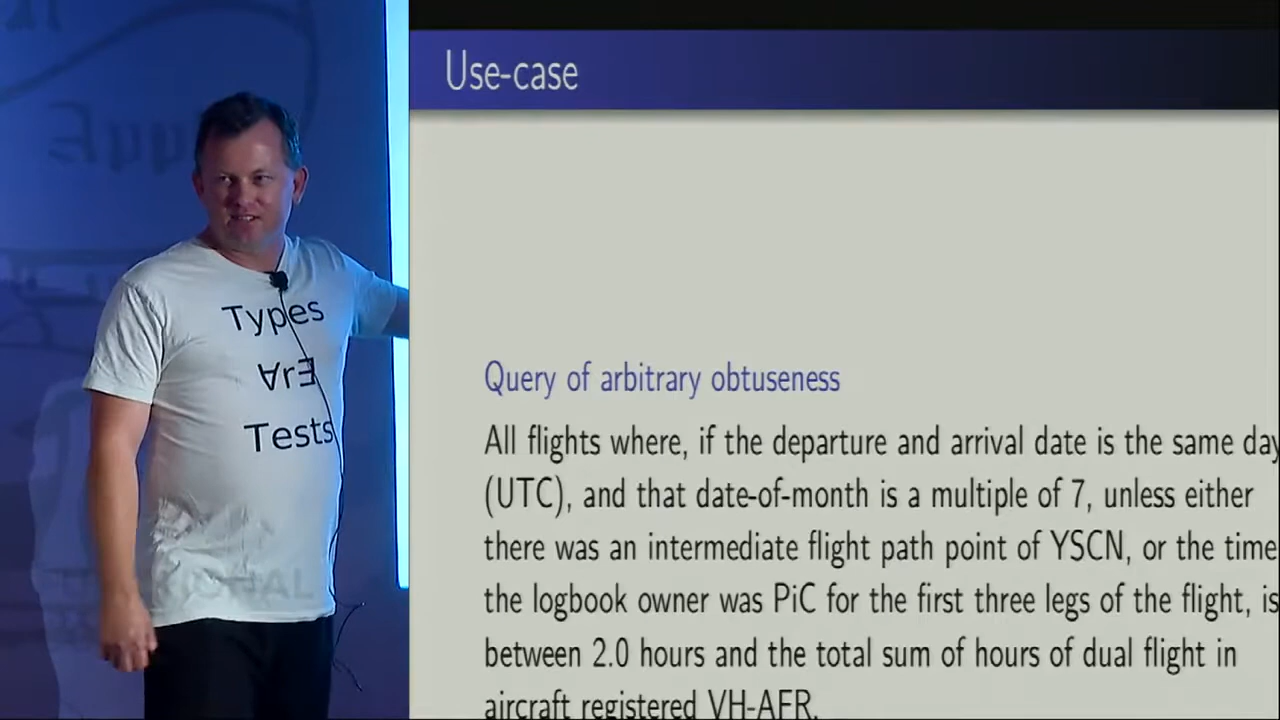 App
Types
∀rƎ
Tests
Use-case
Query of arbitrary obtuseness
All flights where, if the departure and arrival date is the same day
(UTC), and that date-of-month is a multiple of 7, unless either
there was an intermediate flight path point of YSCN, or the time
the logbook owner was PiC for the first three legs of the flight, is
between 2.0 hours and the total sum of hours of dual flight in
aircraft registered VH-AFR.